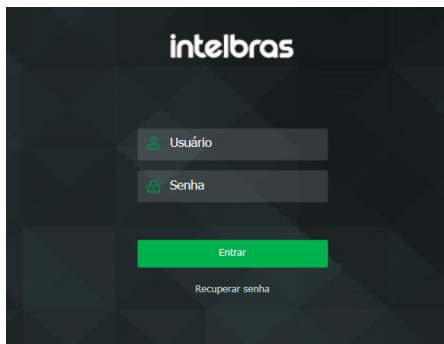 intelbras
Usuário
Senha
Entrar
Recuperar senha